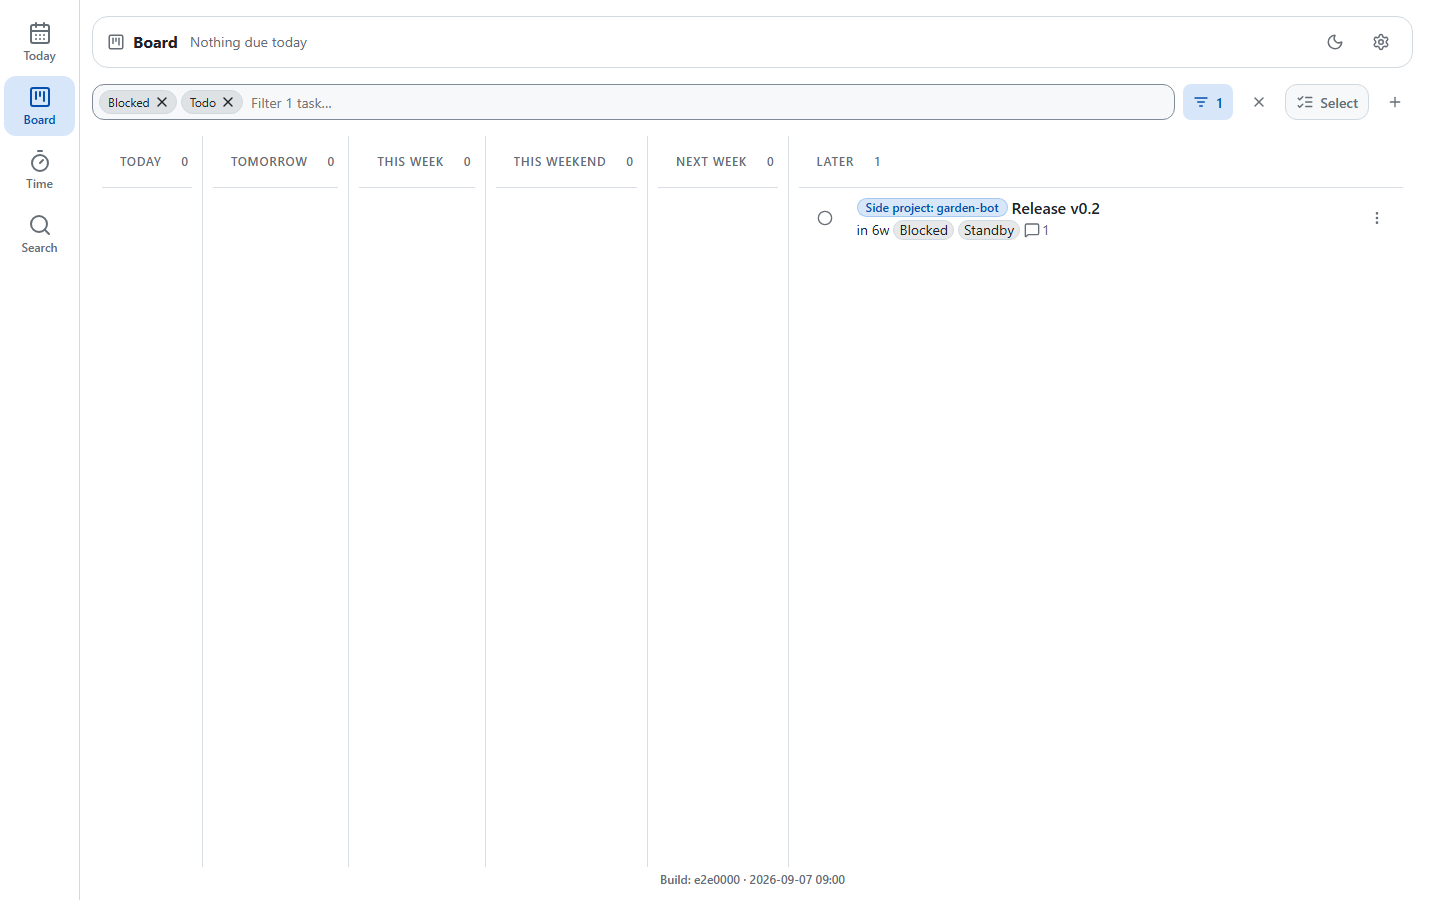 Today
Board
Time
Search
Board Nothing due today
Blocked Todo Filter 1 task...
1
Select
TODAY 0
TOMORROW 0
THIS WEEK 0
THIS WEEKEND 0
NEXT WEEK 0
LATER 1
Side project: garden-bot Release v0.2
in 6w Blocked Standby 1
Build: e2e0000 · 2026-09-07 09:00